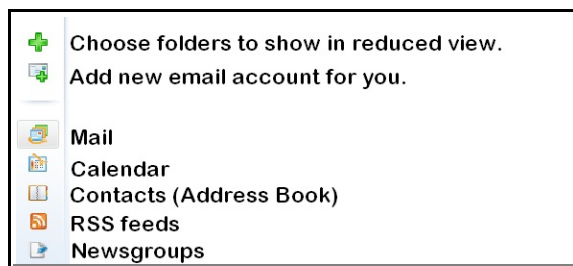 Choose folders to show in reduced view.
Add new email account for you.
Mail
Calendar
Contacts (Address Book)
RSS feeds
Newsgroups